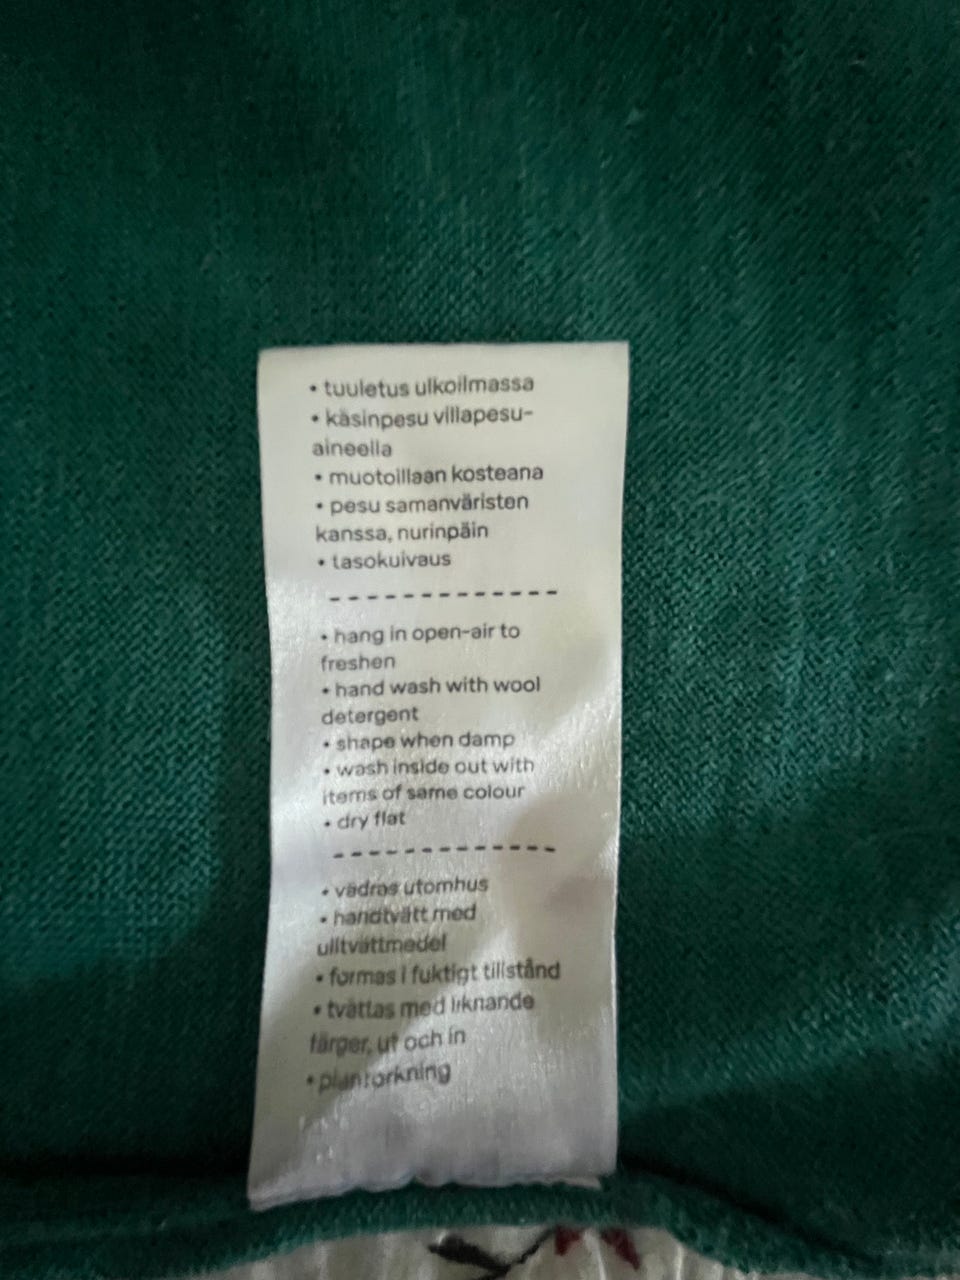 • tuuletus ulkoilmassa
• käsinpesu villapesu-
aineella
• muotoillaan kosteana
• pesu samanväristen
kanssa, nurinpäin
• tasokuivaus
- - - - - - - - - - - - -
• hang in open-air to
freshen
• hand wash with wool
detergent
• shape when damp
• wash inside out with
items of same colour
• dry flat
- - - - - - - - - - - - -
• vädras utomhus
• handtvätt med
ulltvättmedel
• formas i fuktigt tillstånd
• tvättas med liknande
färger, ut och in
• plantorkning